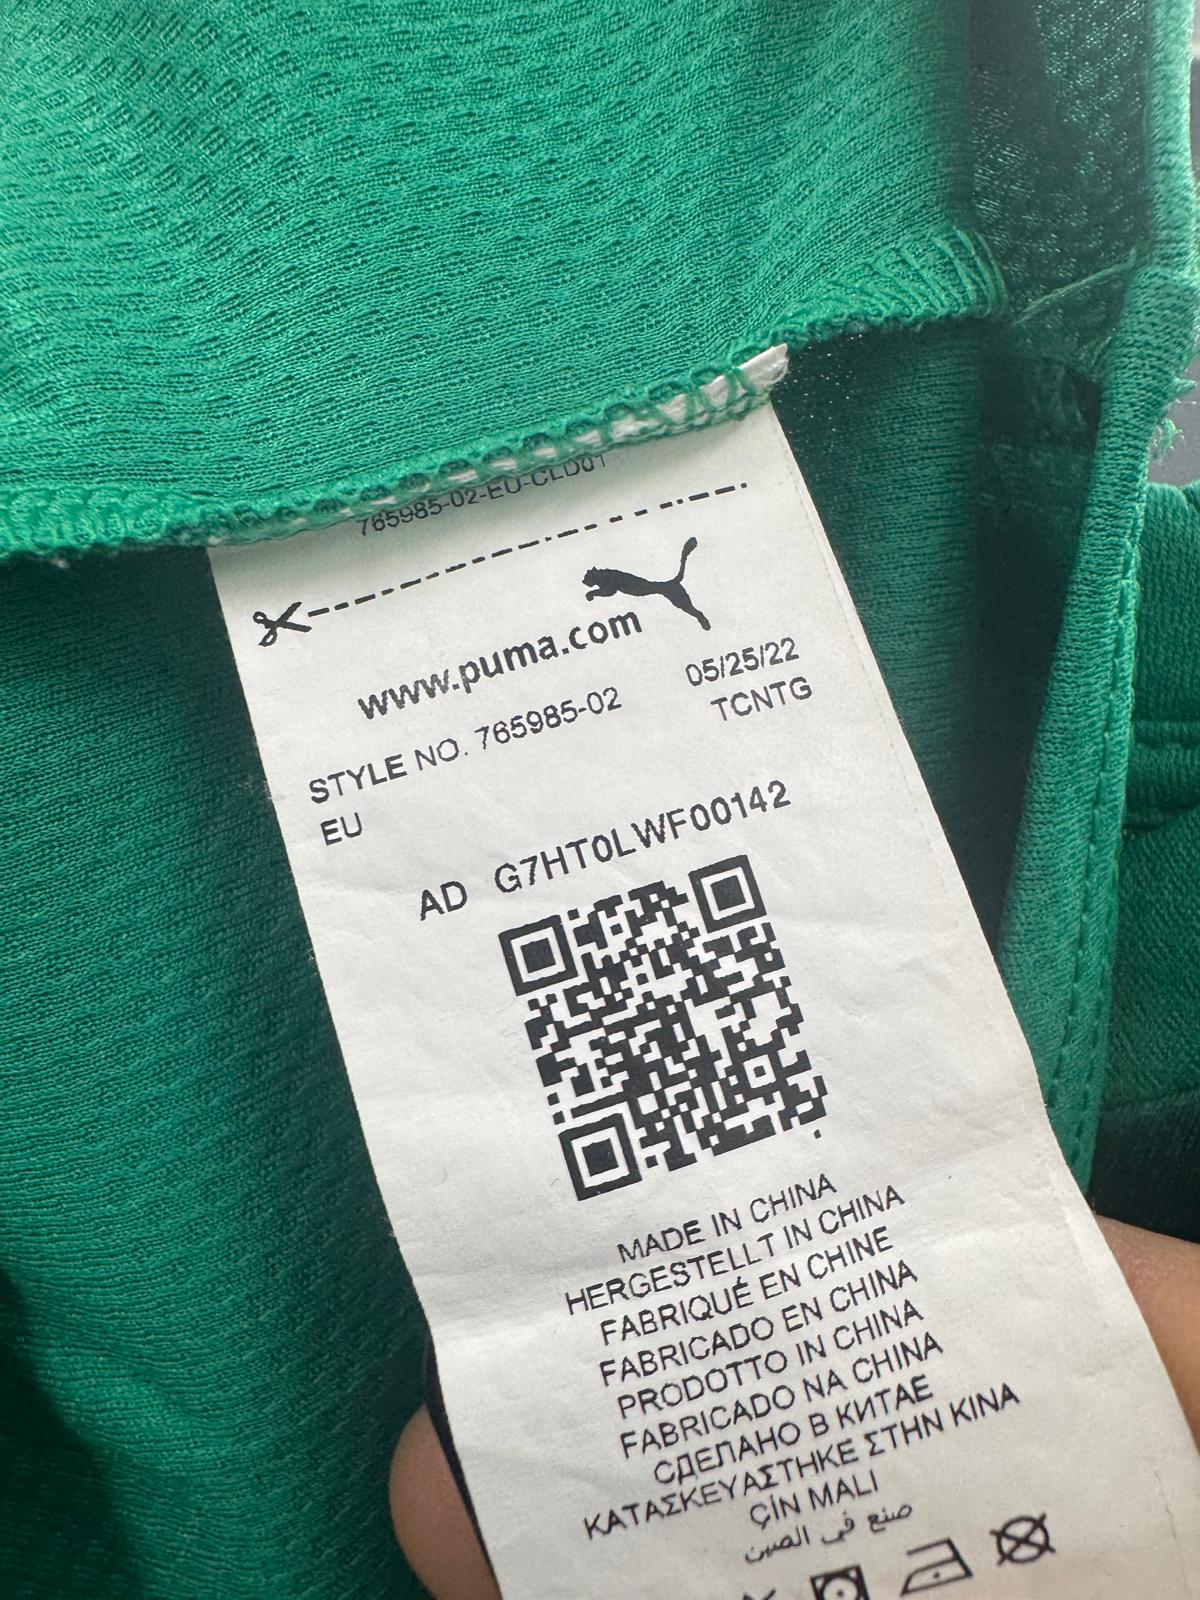 765985-02-EU-CLD01
www.puma.com
05/25/22
STYLE NO. 765985-02
TCNTG
EU
AD G7HT0LWF00142
MADE IN CHINA
HERGESTELLT IN CHINA
FABRIQUÉ EN CHINE
FABRICADO EN CHINA
PRODOTTO IN CHINA
FABRICADO NA CHINA
СДЕЛАНО В КИТАЕ
ΚΑΤΑΣΚΕΥΑΣΤΗΚΕ ΣΤΗΝ ΚΙΝΑ
ÇİN MALI
صنع في الصين